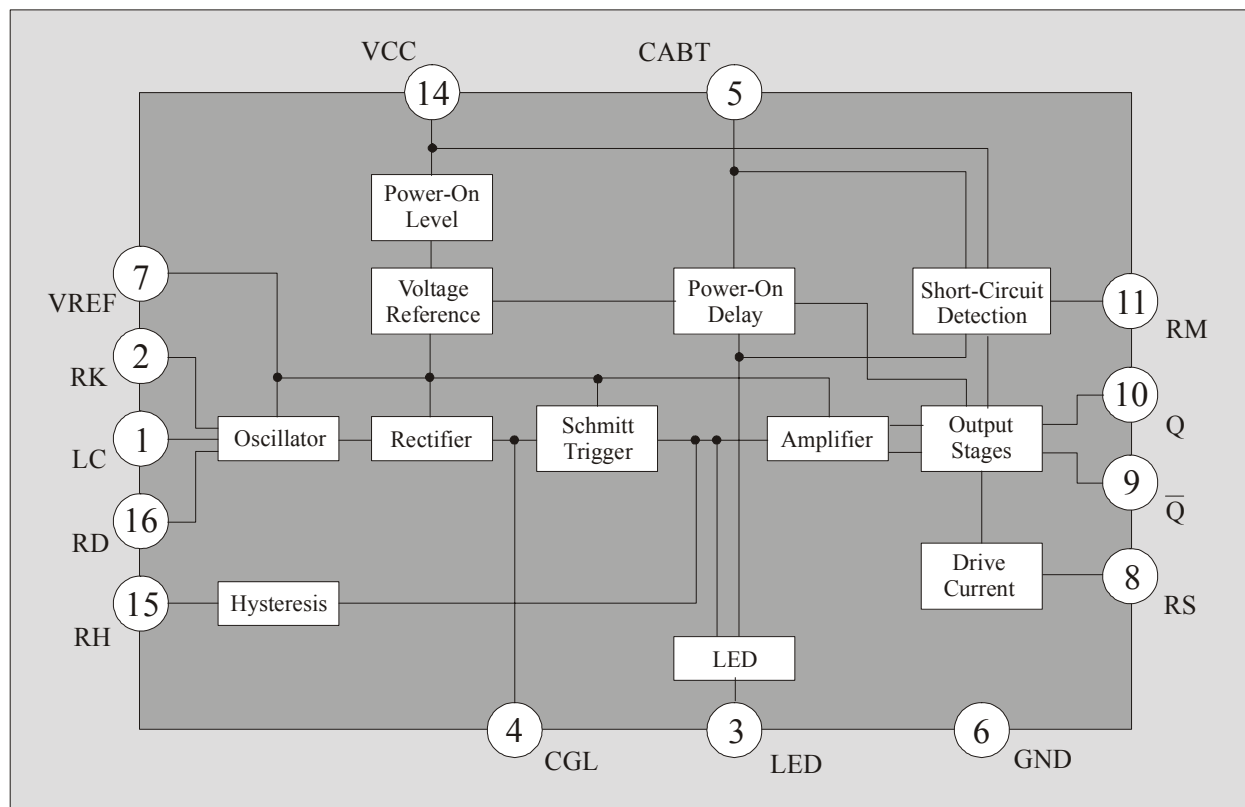 VCC
CABT
14
5
Power-On
Level
7
VREF
Voltage
Reference
Power-On
Delay
Short-Circuit
Detection
11
RM
2
RK
10
Q
1
LC
Oscillator
Rectifier
Schmitt
Trigger
Amplifier
Output
Stages
9
Q̅
16
RD
15
RH
Hysteresis
Drive
Current
8
RS
LED
4
CGL
3
LED
6
GND